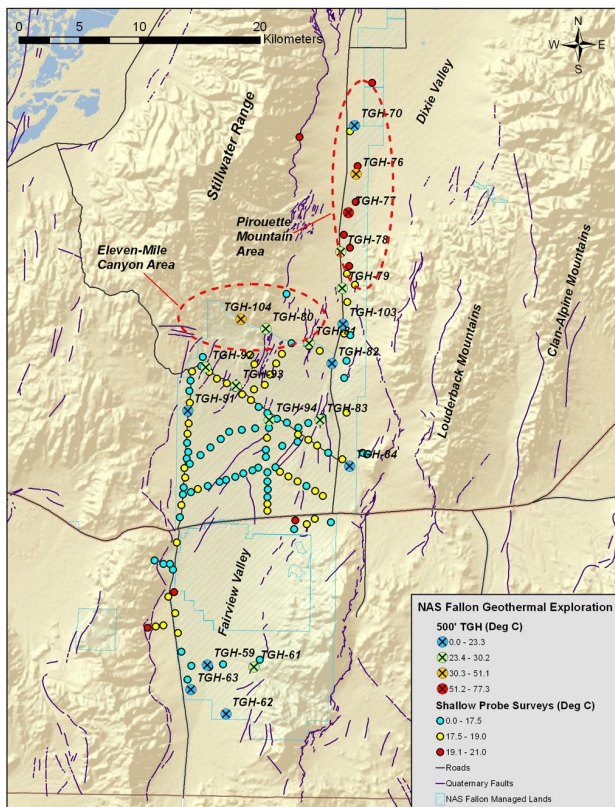 0 10 20
Kilometers
N
W E
S
TGH-70
Dixie Valley
Stillwater Range
TGH-76
TGH-77
Pirouette
Mountain
Area
TGH-78
Eleven-Mile
Canyon Area
TGH-79
Clan-Alpine Mountains
TGH-104
TGH-80
TGH-103
TGH-81
Louderback Mountains
TGH-92
TGH-82
TGH-93
TGH-91
TGH-94
TGH-83
TGH-84
Fairview Valley
TGH-59
TGH-61
TGH-63
TGH-62
NAS Fallon Geothermal Exploration
500' TGH (Deg C)
0.0 - 23.3
23.4 - 30.2
30.3 - 51.1
51.2 - 77.3
Shallow Probe Surveys (Deg C)
0.0 - 17.5
17.5 - 19.0
19.1 - 21.0
Roads
Quaternary Faults
NAS Fallon Managed Lands